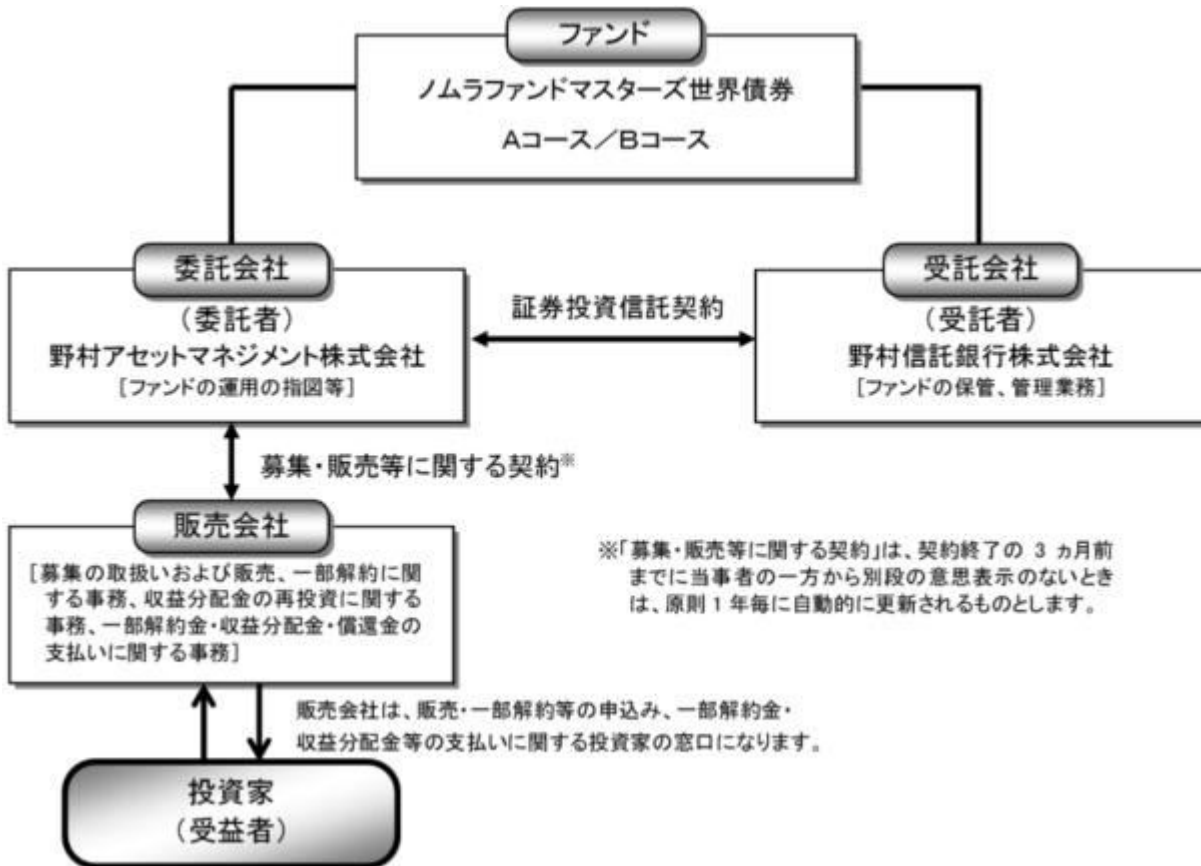 ファンド
ノムラファンドマスターズ世界債券
Aコース／Bコース
委託会社
(委託者)
野村アセットマネジメント株式会社
[ファンドの運用の指図等]
証券投資信託契約
受託会社
(受託者)
野村信託銀行株式会社
[ファンドの保管、管理業務]
募集・販売等に関する契約※
販売会社
[募集の取扱いおよび販売、一部解約に関
する事務、収益分配金の再投資に関する
事務、一部解約金・収益分配金・償還金の
支払いに関する事務]
※「募集・販売等に関する契約」は、契約終了の 3 ヵ月前
までに当事者の一方から別段の意思表示のないとき
は、原則 1 年毎に自動的に更新されるものとします。
販売会社は、販売・一部解約等の申込み、一部解約金・
収益分配金等の支払いに関する投資家の窓口になります。
投資家
(受益者)